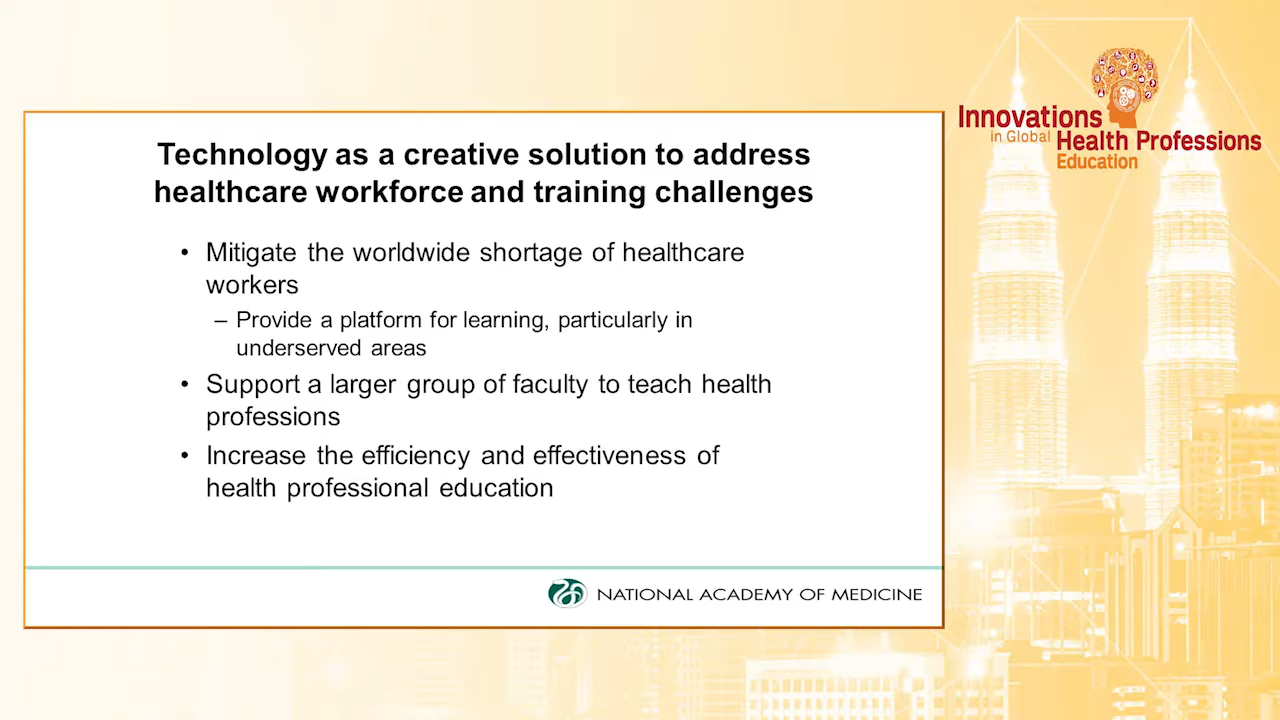 Technology as a creative solution to address
healthcare workforce and training challenges
• Mitigate the worldwide shortage of healthcare
workers
– Provide a platform for learning, particularly in
underserved areas
• Support a larger group of faculty to teach health
professions
• Increase the efficiency and effectiveness of
health professional education
NATIONAL ACADEMY OF MEDICINE
Innovations
in Global Health Professions
Education